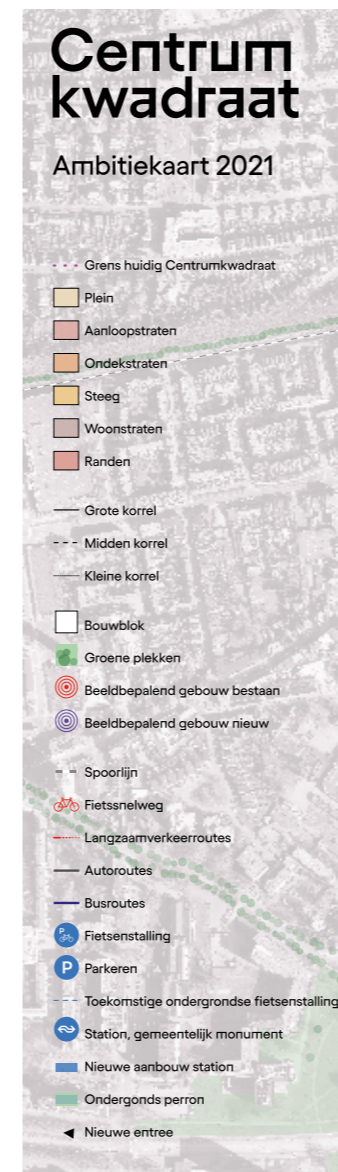 Centrum
kwadraat
Ambitiekaart 2021
Grens huidig Centrumkwadraat
Plein
Aanloopstraten
Ondekstraten
Steeg
Woonstraten
Randen
Grote korrel
Midden korrel
Kleine korrel
Bouwblok
Groene plekken
Beeldbepalend gebouw bestaan
Beeldbepalend gebouw nieuw
Spoorlijn
Fietssnelweg
Langzaamverkeerroutes
Autoroutes
Busroutes
P Fietsenstalling
P Parkeren
Toekomstige ondergrondse fietsenstalling
Station, gemeentelijk monument
Nieuwe aanbouw station
Ondergonds perron
Nieuwe entree